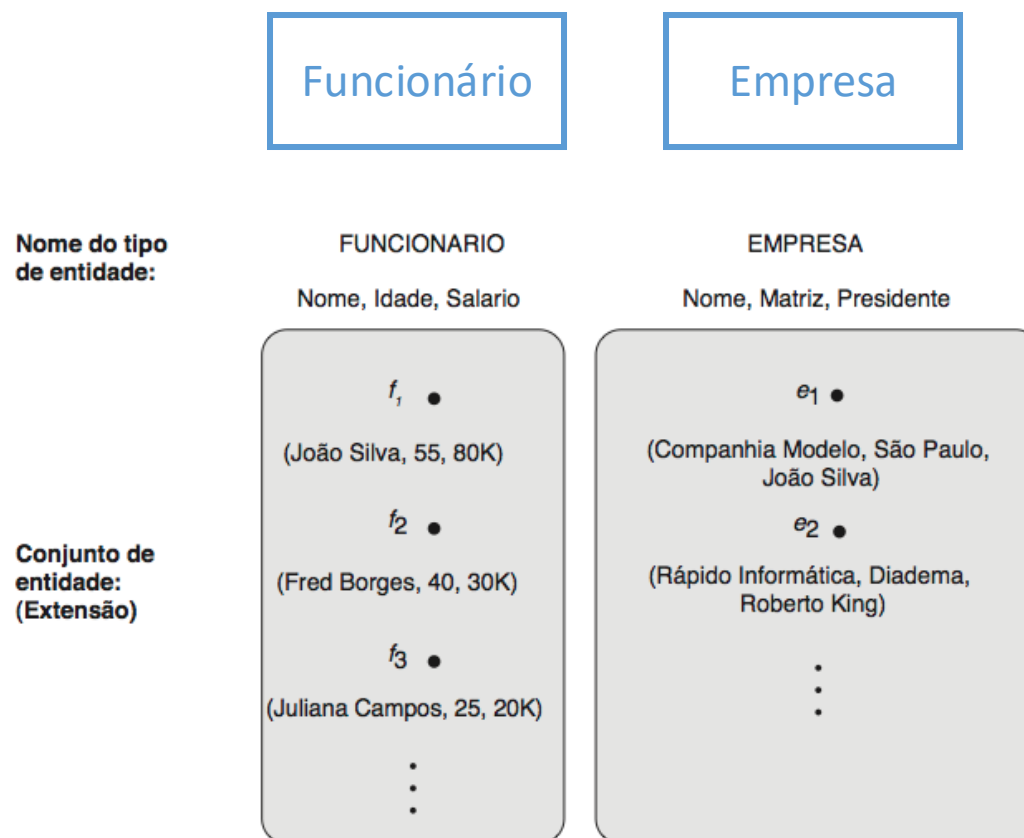 Funcionário
Empresa
Nome do tipo
de entidade:
FUNCIONARIO
EMPRESA
Nome, Idade, Salario
Nome, Matriz, Presidente
f1
(João Silva, 55, 80K)
f2
(Fred Borges, 40, 30K)
f3
(Juliana Campos, 25, 20K)
e1
(Companhia Modelo, São Paulo,
João Silva)
e2
(Rápido Informática, Diadema,
Roberto King)
Conjunto de
entidade:
(Extensão)